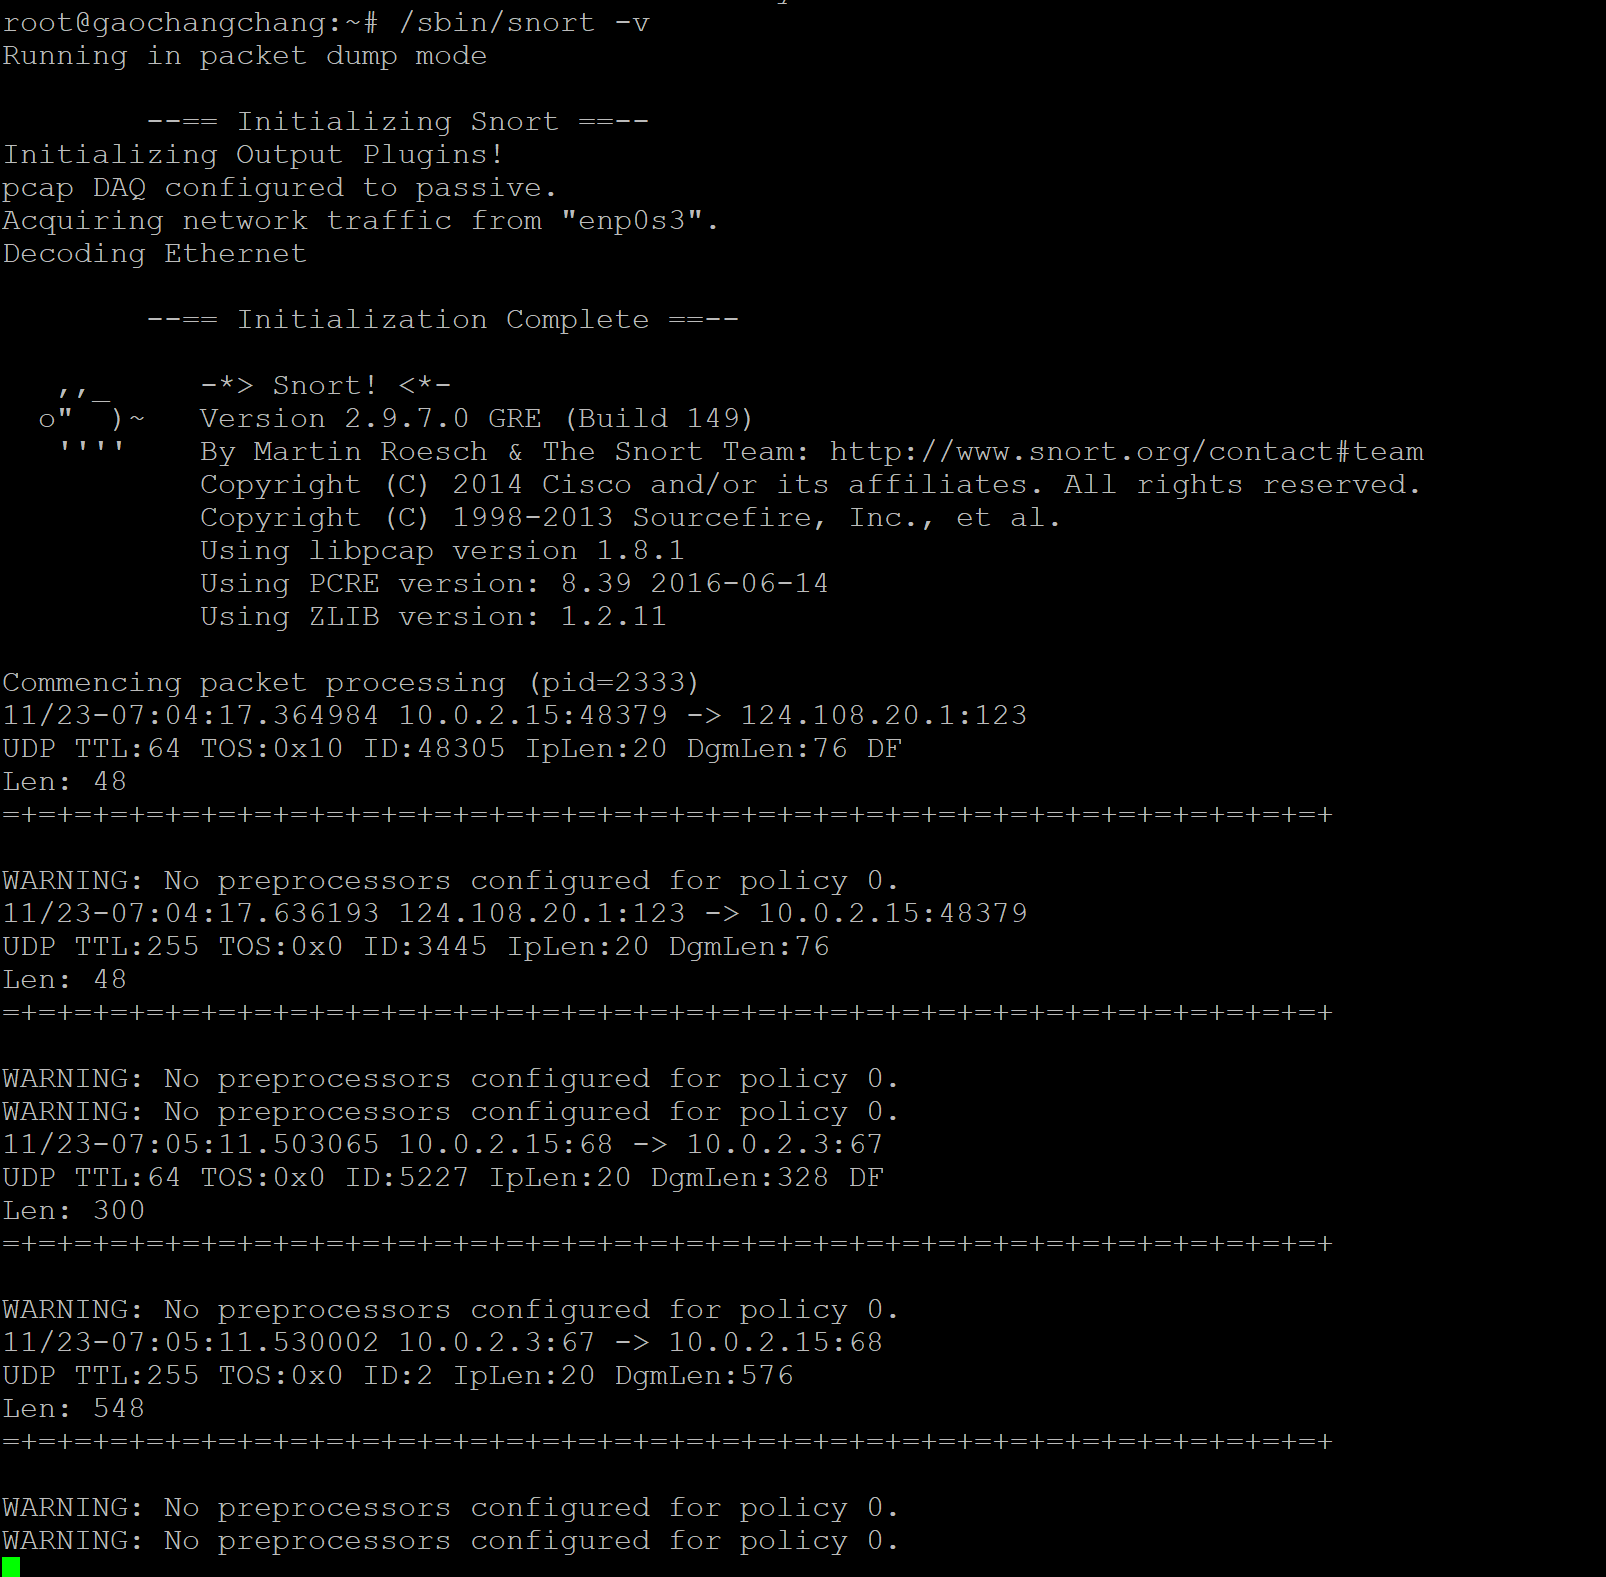 root@gaochangchang:~# /sbin/snort -v
Running in packet dump mode

        --== Initializing Snort ==--
Initializing Output Plugins!
pcap DAQ configured to passive.
Acquiring network traffic from "enp0s3".
Decoding Ethernet

        --== Initialization Complete ==--

   ,,_     -*> Snort! <*-
  o"  )~   Version 2.9.7.0 GRE (Build 149)
   ''''    By Martin Roesch & The Snort Team: http://www.snort.org/contact#team
           Copyright (C) 2014 Cisco and/or its affiliates. All rights reserved.
           Copyright (C) 1998-2013 Sourcefire, Inc., et al.
           Using libpcap version 1.8.1
           Using PCRE version: 8.39 2016-06-14
           Using ZLIB version: 1.2.11

Commencing packet processing (pid=2333)
11/23-07:04:17.364984 10.0.2.15:48379 -> 124.108.20.1:123
UDP TTL:64 TOS:0x10 ID:48305 IpLen:20 DgmLen:76 DF
Len: 48
=+=+=+=+=+=+=+=+=+=+=+=+=+=+=+=+=+=+=+=+=+=+=+=+=+=+=+=+=+=+=+=+=+=+=+=+=+

WARNING: No preprocessors configured for policy 0.
11/23-07:04:17.636193 124.108.20.1:123 -> 10.0.2.15:48379
UDP TTL:255 TOS:0x0 ID:3445 IpLen:20 DgmLen:76
Len: 48
=+=+=+=+=+=+=+=+=+=+=+=+=+=+=+=+=+=+=+=+=+=+=+=+=+=+=+=+=+=+=+=+=+=+=+=+=+

WARNING: No preprocessors configured for policy 0.
WARNING: No preprocessors configured for policy 0.
11/23-07:05:11.503065 10.0.2.15:68 -> 10.0.2.3:67
UDP TTL:64 TOS:0x0 ID:5227 IpLen:20 DgmLen:328 DF
Len: 300
=+=+=+=+=+=+=+=+=+=+=+=+=+=+=+=+=+=+=+=+=+=+=+=+=+=+=+=+=+=+=+=+=+=+=+=+=+

WARNING: No preprocessors configured for policy 0.
11/23-07:05:11.530002 10.0.2.3:67 -> 10.0.2.15:68
UDP TTL:255 TOS:0x0 ID:2 IpLen:20 DgmLen:576
Len: 548
=+=+=+=+=+=+=+=+=+=+=+=+=+=+=+=+=+=+=+=+=+=+=+=+=+=+=+=+=+=+=+=+=+=+=+=+=+

WARNING: No preprocessors configured for policy 0.
WARNING: No preprocessors configured for policy 0.